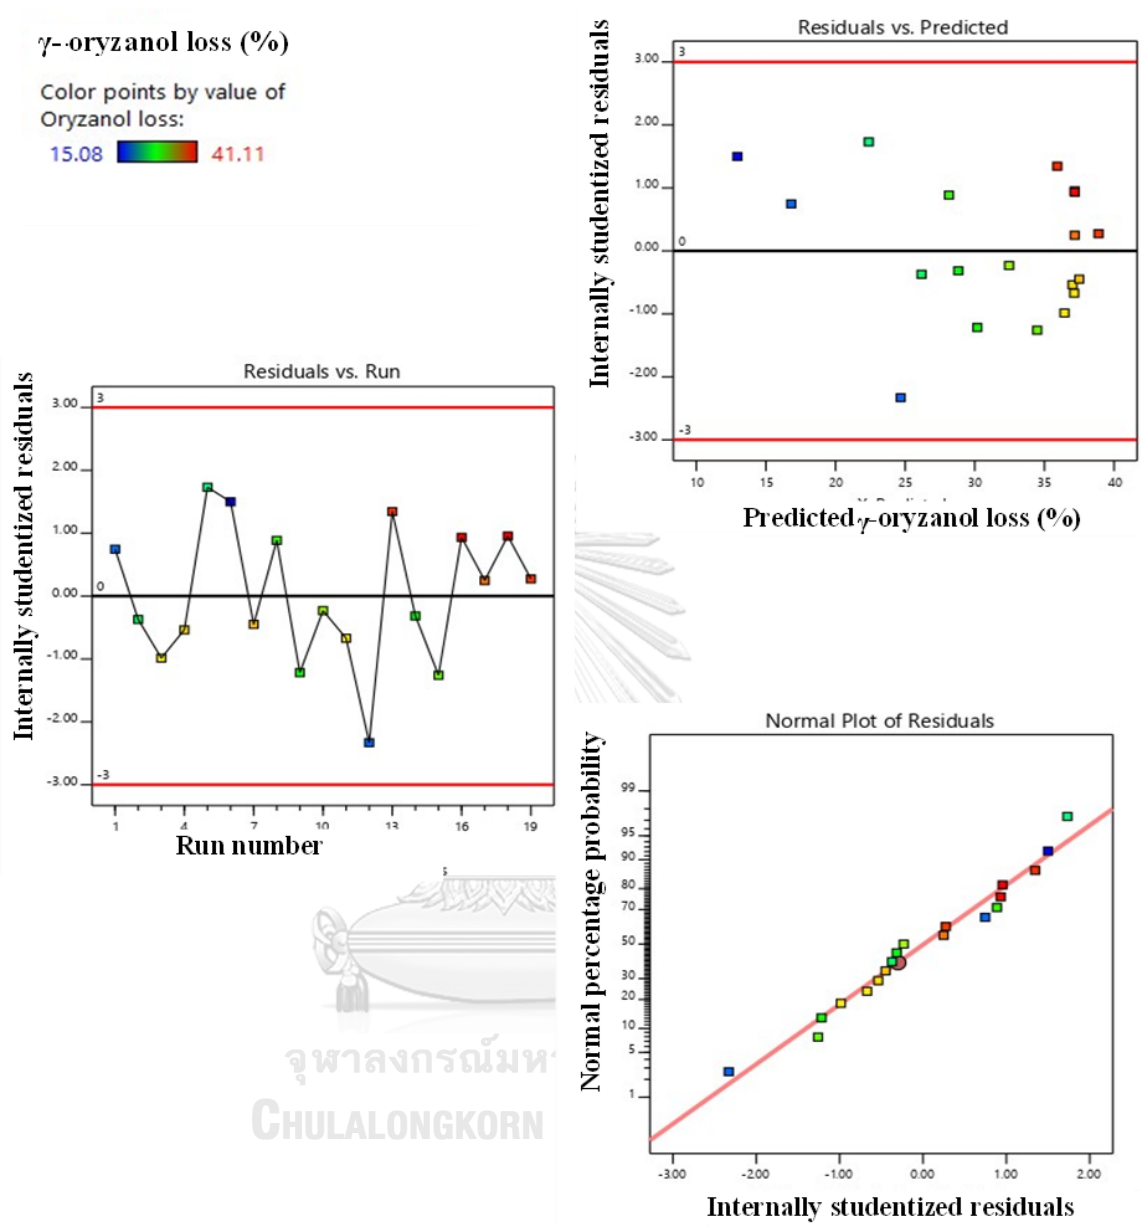 γ-·oryzanol loss (%)
Color points by value of
Oryzanol loss:
15.08 41.11
Residuals vs. Predicted
Internally studentized residuals
3.00
2.00
1.00
0.00
-1.00
-2.00
-3.00
3
0
-3
10 15 20 25 30 35 40
Predicted γ-oryzanol loss (%)
Residuals vs. Run
Internally studentized residuals
3.00
2.00
1.00
0.00
-1.00
-2.00
-3.00
3
0
-3
1 4 7 10 13 16 19
Run number
Normal Plot of Residuals
Normal percentage probability
99
95
90
80
70
50
30
20
10
5
1
-3.00 -2.00 -1.00 0.00 1.00 2.00
Internally studentized residuals
จุฬาลงกรณ์มห
CHULALONGKORN